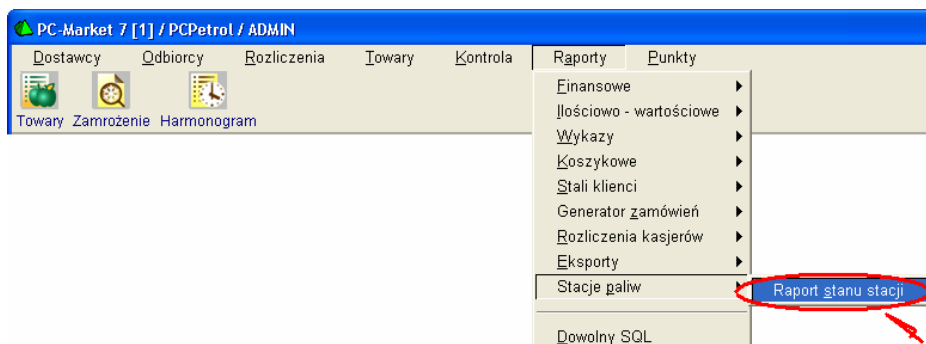 PC-Market 7 [1] / PCPetrol / ADMIN
Dostawcy Odbiorcy Rozliczenia Towary Kontrola Raporty Punkty
Towary Zamrożenie Harmonogram
Finansowe
Ilościowo - wartościowe
Wykazy
Koszykowe
Stali klienci
Generator zamówień
Rozliczenia kasjerów
Eksporty
Stacje paliw
Raport stanu stacji
Dowolny SQL